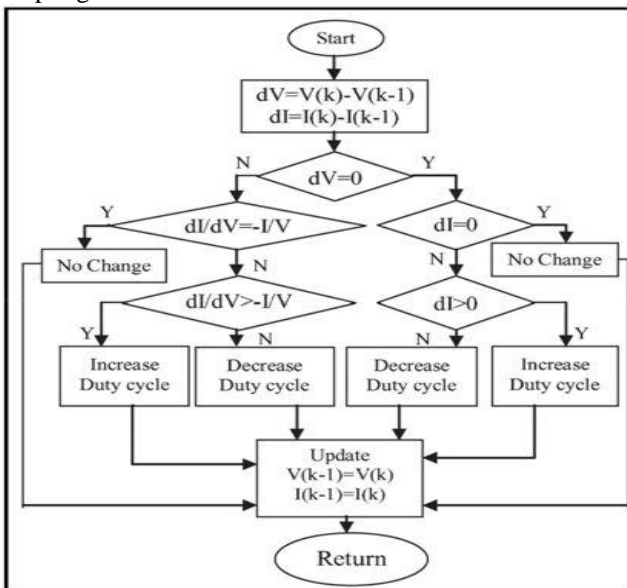 Start
dV=V(k)-V(k-1)
dI=I(k)-I(k-1)
N
Y
dV=0
Y
dI/dV=-I/V
dI=0
Y
No Change
N
N
No Change
dI/dV>-I/V
dI>0
Y
N
N
Y
Increase
Duty cycle
Decrease
Duty cycle
Decrease
Duty cycle
Increase
Duty cycle
Update
V(k-1)=V(k)
I(k-1)=I(k)
Return